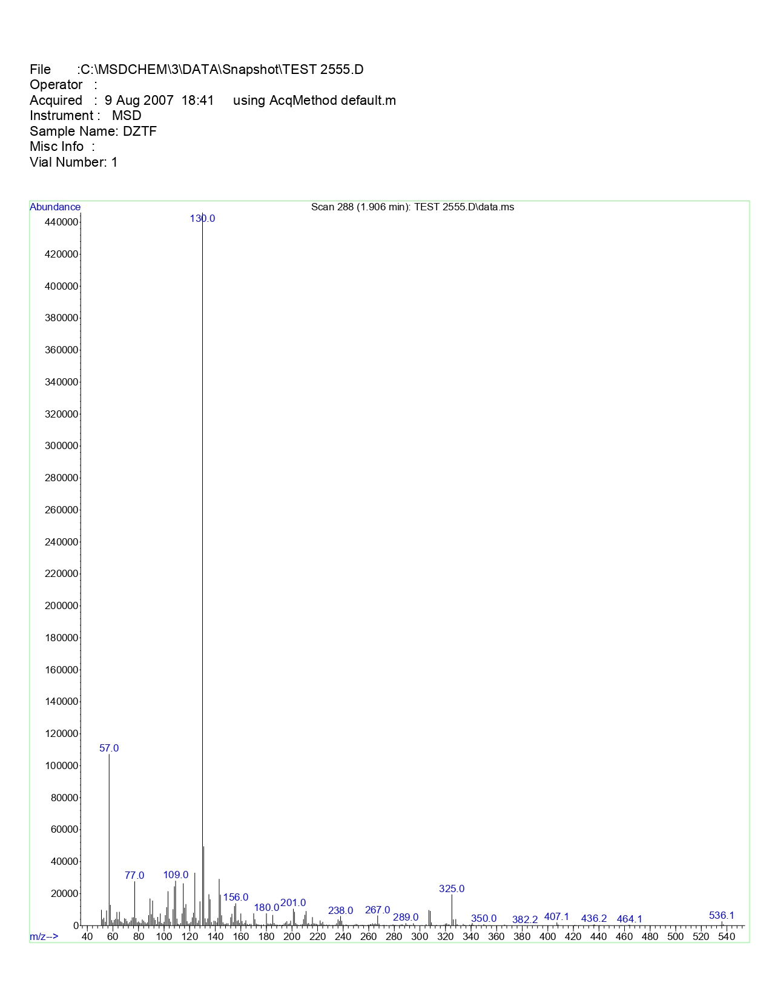 File :C:\MSDCHEM\3\DATA\Snapshot\TEST 2555.D
Operator :
Acquired : 9 Aug 2007 18:41 using AcqMethod default.m
Instrument : MSD
Sample Name: DZTF
Misc Info :
Vial Number: 1
Abundance
Scan 288 (1.906 min): TEST 2555.D\data.ms
130.0
440000
420000
400000
380000
360000
340000
320000
300000
280000
260000
240000
220000
200000
180000
160000
140000
120000
57.0
100000
80000
60000
40000
77.0 109.0
20000
156.0 180.0 201.0 238.0 267.0 289.0 325.0 350.0 382.2 407.1 436.2 464.1 536.1
0
m/z-->
40 60 80 100 120 140 160 180 200 220 240 260 280 300 320 340 360 380 400 420 440 460 480 500 520 540